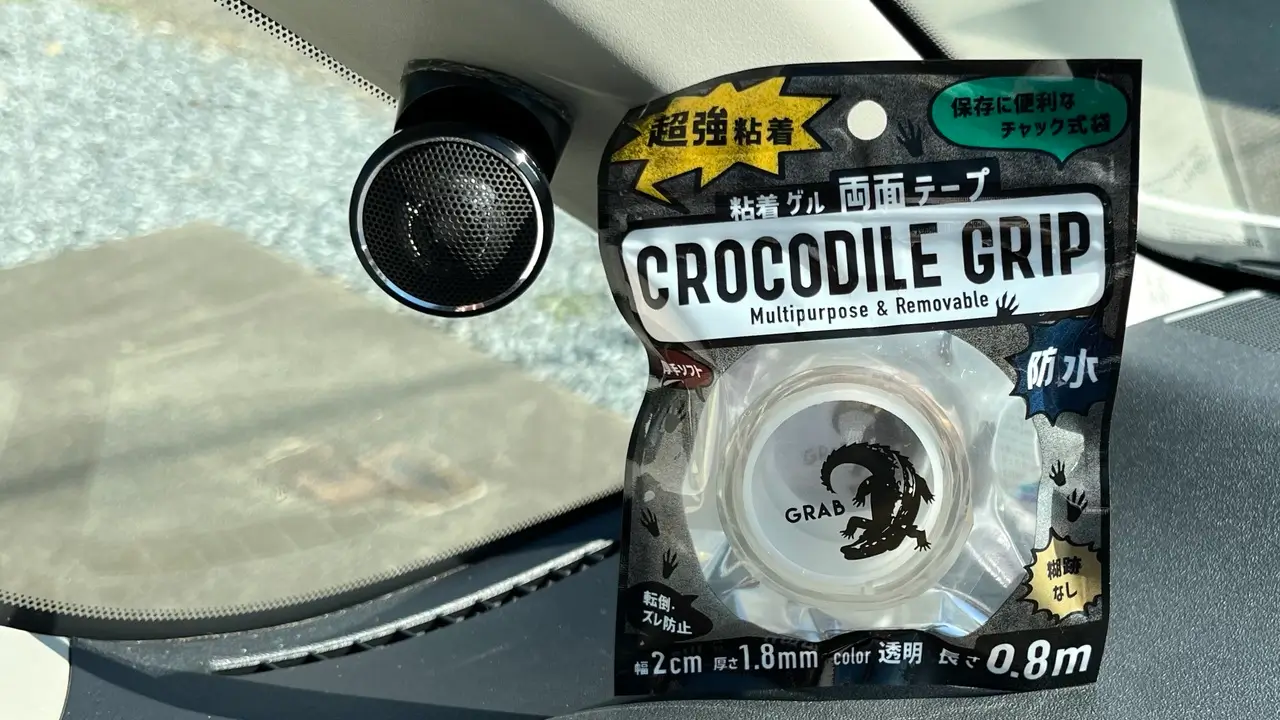 超強粘着
保存に便利な
チャック式袋
粘着ゲル 両面テープ
CROCODILE GRIP
Multipurpose & Removable
防水
手ソフト
GRAB
糊跡
なし
転倒・
ズレ防止
幅2cm 厚さ1.8mm color 透明 長さ0.8m